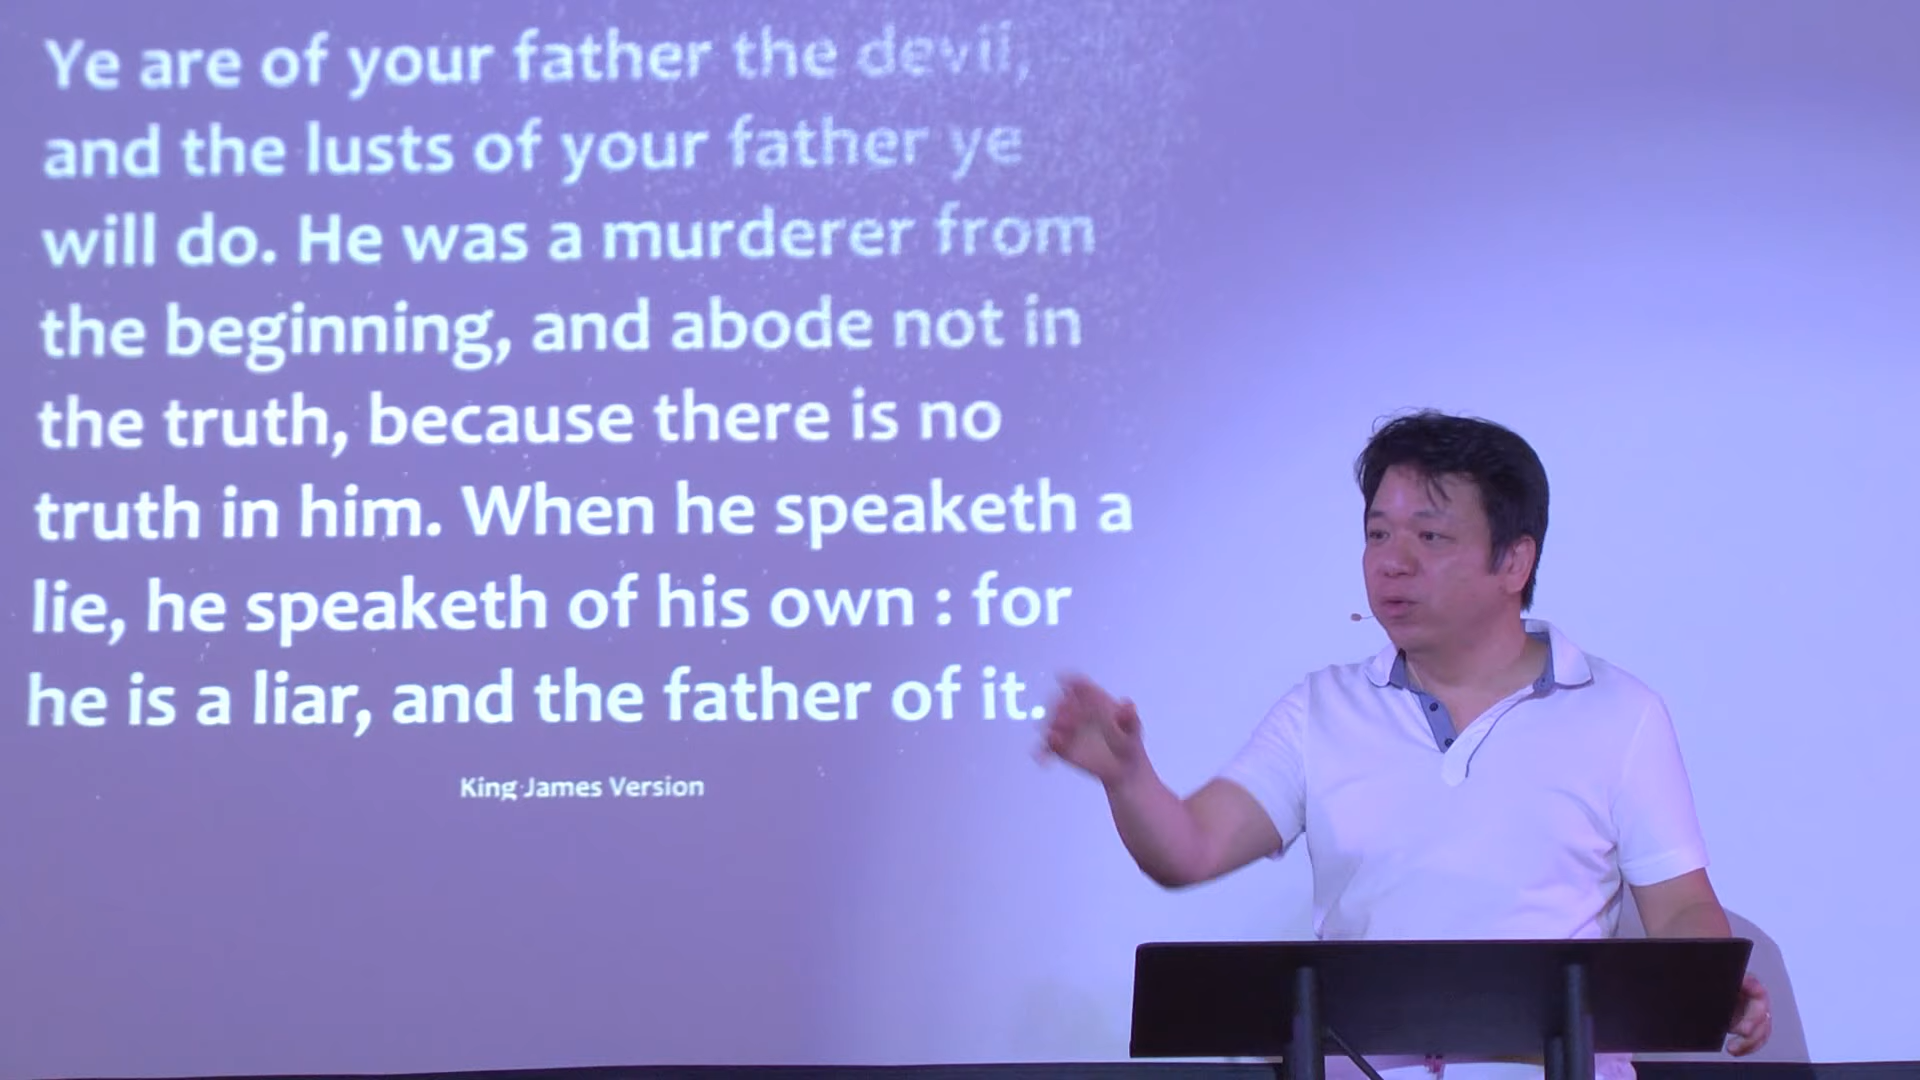 Ye are of your father the devil,
and the lusts of your father ye
will do. He was a murderer from
the beginning, and abode not in
the truth, because there is no
truth in him. When he speaketh a
lie, he speaketh of his own : for
he is a liar, and the father of it.
King James Version